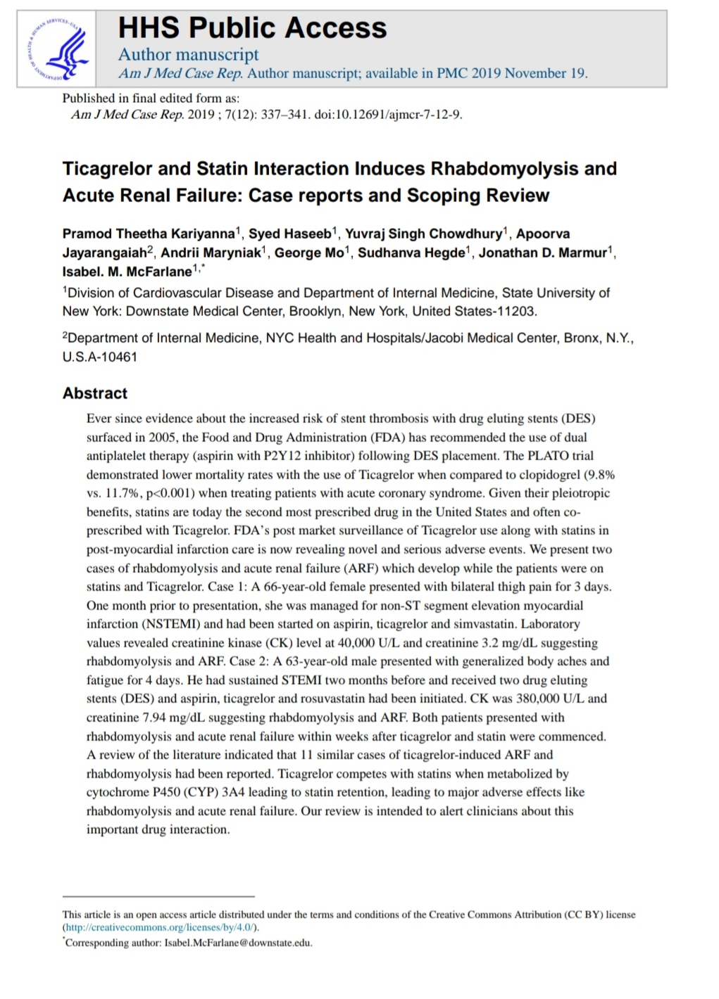 HHS Public Access
Author manuscript
Am J Med Case Rep. Author manuscript; available in PMC 2019 November 19.
Published in final edited form as:
Am J Med Case Rep. 2019 ; 7(12): 337–341. doi:10.12691/ajmcr-7-12-9.
Ticagrelor and Statin Interaction Induces Rhabdomyolysis and
Acute Renal Failure: Case reports and Scoping Review
Pramod Theetha Kariyanna1, Syed Haseeb1, Yuvraj Singh Chowdhury1, Apoorva
Jayarangaiah2, Andrii Maryniak1, George Mo1, Sudhanva Hegde1, Jonathan D. Marmur1,
Isabel. M. McFarlane1,*
1Division of Cardiovascular Disease and Department of Internal Medicine, State University of
New York: Downstate Medical Center, Brooklyn, New York, United States-11203.
2Department of Internal Medicine, NYC Health and Hospitals/Jacobi Medical Center, Bronx, N.Y.,
U.S.A-10461
Abstract
Ever since evidence about the increased risk of stent thrombosis with drug eluting stents (DES)
surfaced in 2005, the Food and Drug Administration (FDA) has recommended the use of dual
antiplatelet therapy (aspirin with P2Y12 inhibitor) following DES placement. The PLATO trial
demonstrated lower mortality rates with the use of Ticagrelor when compared to clopidogrel (9.8%
vs. 11.7%, p<0.001) when treating patients with acute coronary syndrome. Given their pleiotropic
benefits, statins are today the second most prescribed drug in the United States and often co-
prescribed with Ticagrelor. FDA's post market surveillance of Ticagrelor use along with statins in
post-myocardial infarction care is now revealing novel and serious adverse events. We present two
cases of rhabdomyolysis and acute renal failure (ARF) which develop while the patients were on
statins and Ticagrelor. Case 1: A 66-year-old female presented with bilateral thigh pain for 3 days.
One month prior to presentation, she was managed for non-ST segment elevation myocardial
infarction (NSTEMI) and had been started on aspirin, ticagrelor and simvastatin. Laboratory
values revealed creatinine kinase (CK) level at 40,000 U/L and creatinine 3.2 mg/dL suggesting
rhabdomyolysis and ARF. Case 2: A 63-year-old male presented with generalized body aches and
fatigue for 4 days. He had sustained STEMI two months before and received two drug eluting
stents (DES) and aspirin, ticagrelor and rosuvastatin had been initiated. CK was 380,000 U/L and
creatinine 7.94 mg/dL suggesting rhabdomyolysis and ARF. Both patients presented with
rhabdomyolysis and acute renal failure within weeks after ticagrelor and statin were commenced.
A review of the literature indicated that 11 similar cases of ticagrelor-induced ARF and
rhabdomyolysis had been reported. Ticagrelor competes with statins when metabolized by
cytochrome P450 (CYP) 3A4 leading to statin retention, leading to major adverse effects like
rhabdomyolysis and acute renal failure. Our review is intended to alert clinicians about this
important drug interaction.
This article is an open access article distributed under the terms and conditions of the Creative Commons Attribution (CC BY) license
(http://creativecommons.org/licenses/by/4.0/).
*Corresponding author: Isabel.McFarlane@downstate.edu.